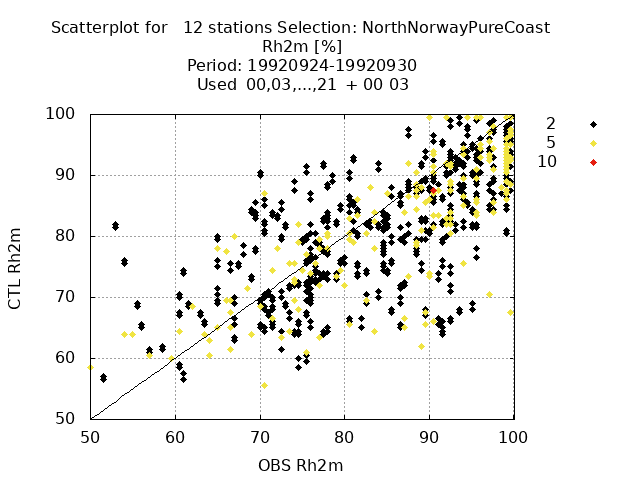 Scatterplot for 12 stations Selection: NorthNorwayPureCoast
Rh2m [%]
Period: 19920924-19920930
Used 00,03,...,21 + 00 03
2
5
10
CTL Rh2m
100
90
80
70
60
50
50 60 70 80 90 100
OBS Rh2m